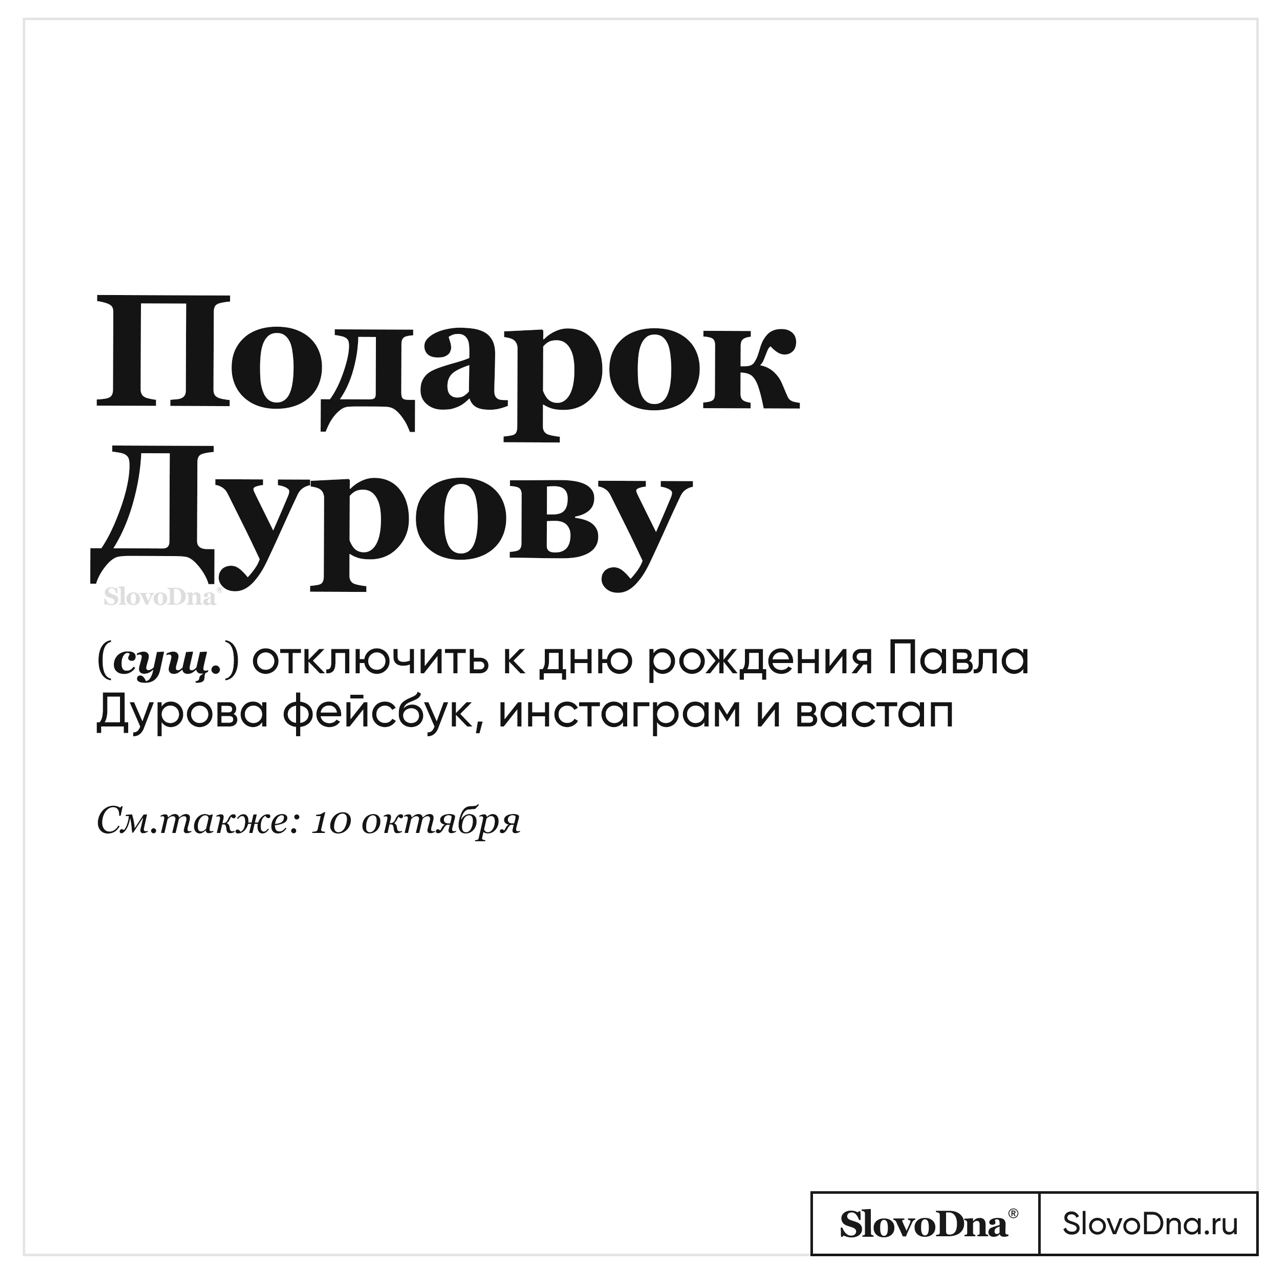 Подарок
Дурову
SlovoDna
(сущ.) отключить к дню рождения Павла
Дурова фейсбук, инстаграм и вастап
См.также: 10 октября
SlovoDna® SlovoDna.ru